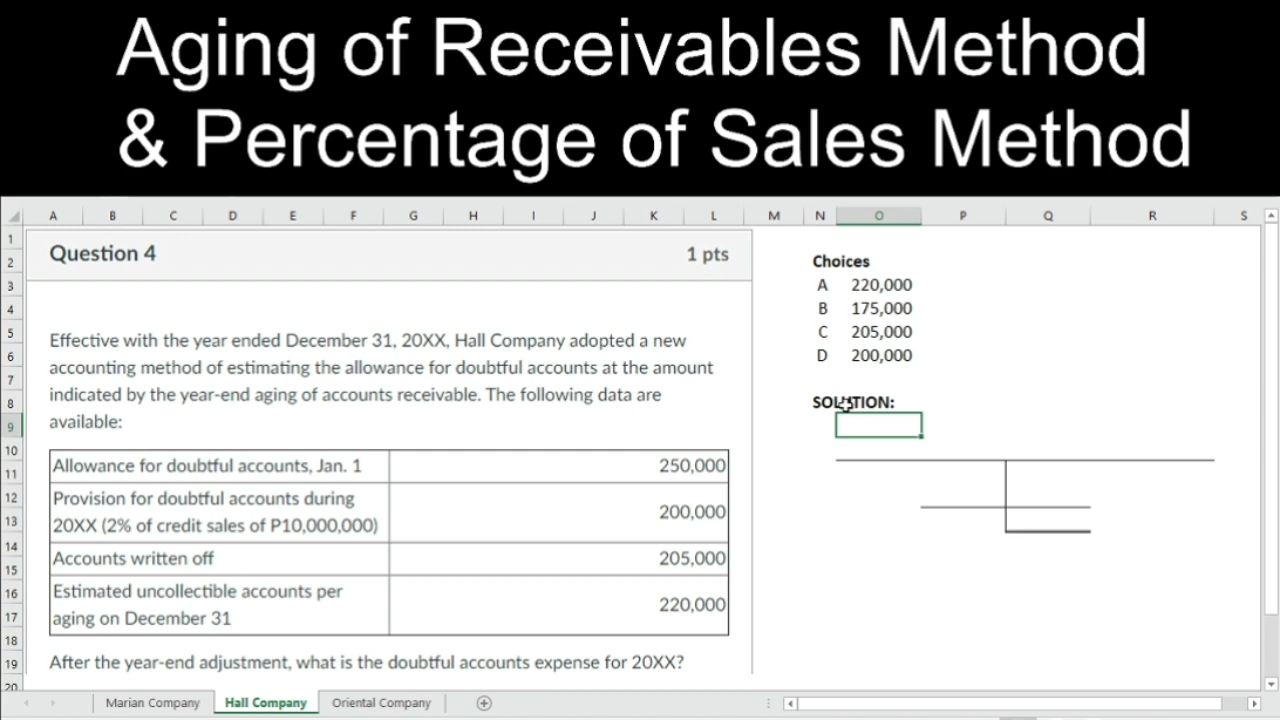 Aging of Receivables Method
& Percentage of Sales Method
A B C D E F G H I J K L M N O P Q R S
1
2
3
4
5
6
7
8
9
10
11
12
13
14
15
16
17
18
19
20
Question 4 1 pts
Effective with the year ended December 31, 20XX, Hall Company adopted a new
accounting method of estimating the allowance for doubtful accounts at the amount
indicated by the year-end aging of accounts receivable. The following data are
available:
Allowance for doubtful accounts, Jan. 1 250,000
Provision for doubtful accounts during
20XX (2% of credit sales of P10,000,000) 200,000
Accounts written off 205,000
Estimated uncollectible accounts per
aging on December 31 220,000
After the year-end adjustment, what is the doubtful accounts expense for 20XX?
Choices
A 220,000
B 175,000
C 205,000
D 200,000
SOLUTION:
Marian Company Hall Company Oriental Company